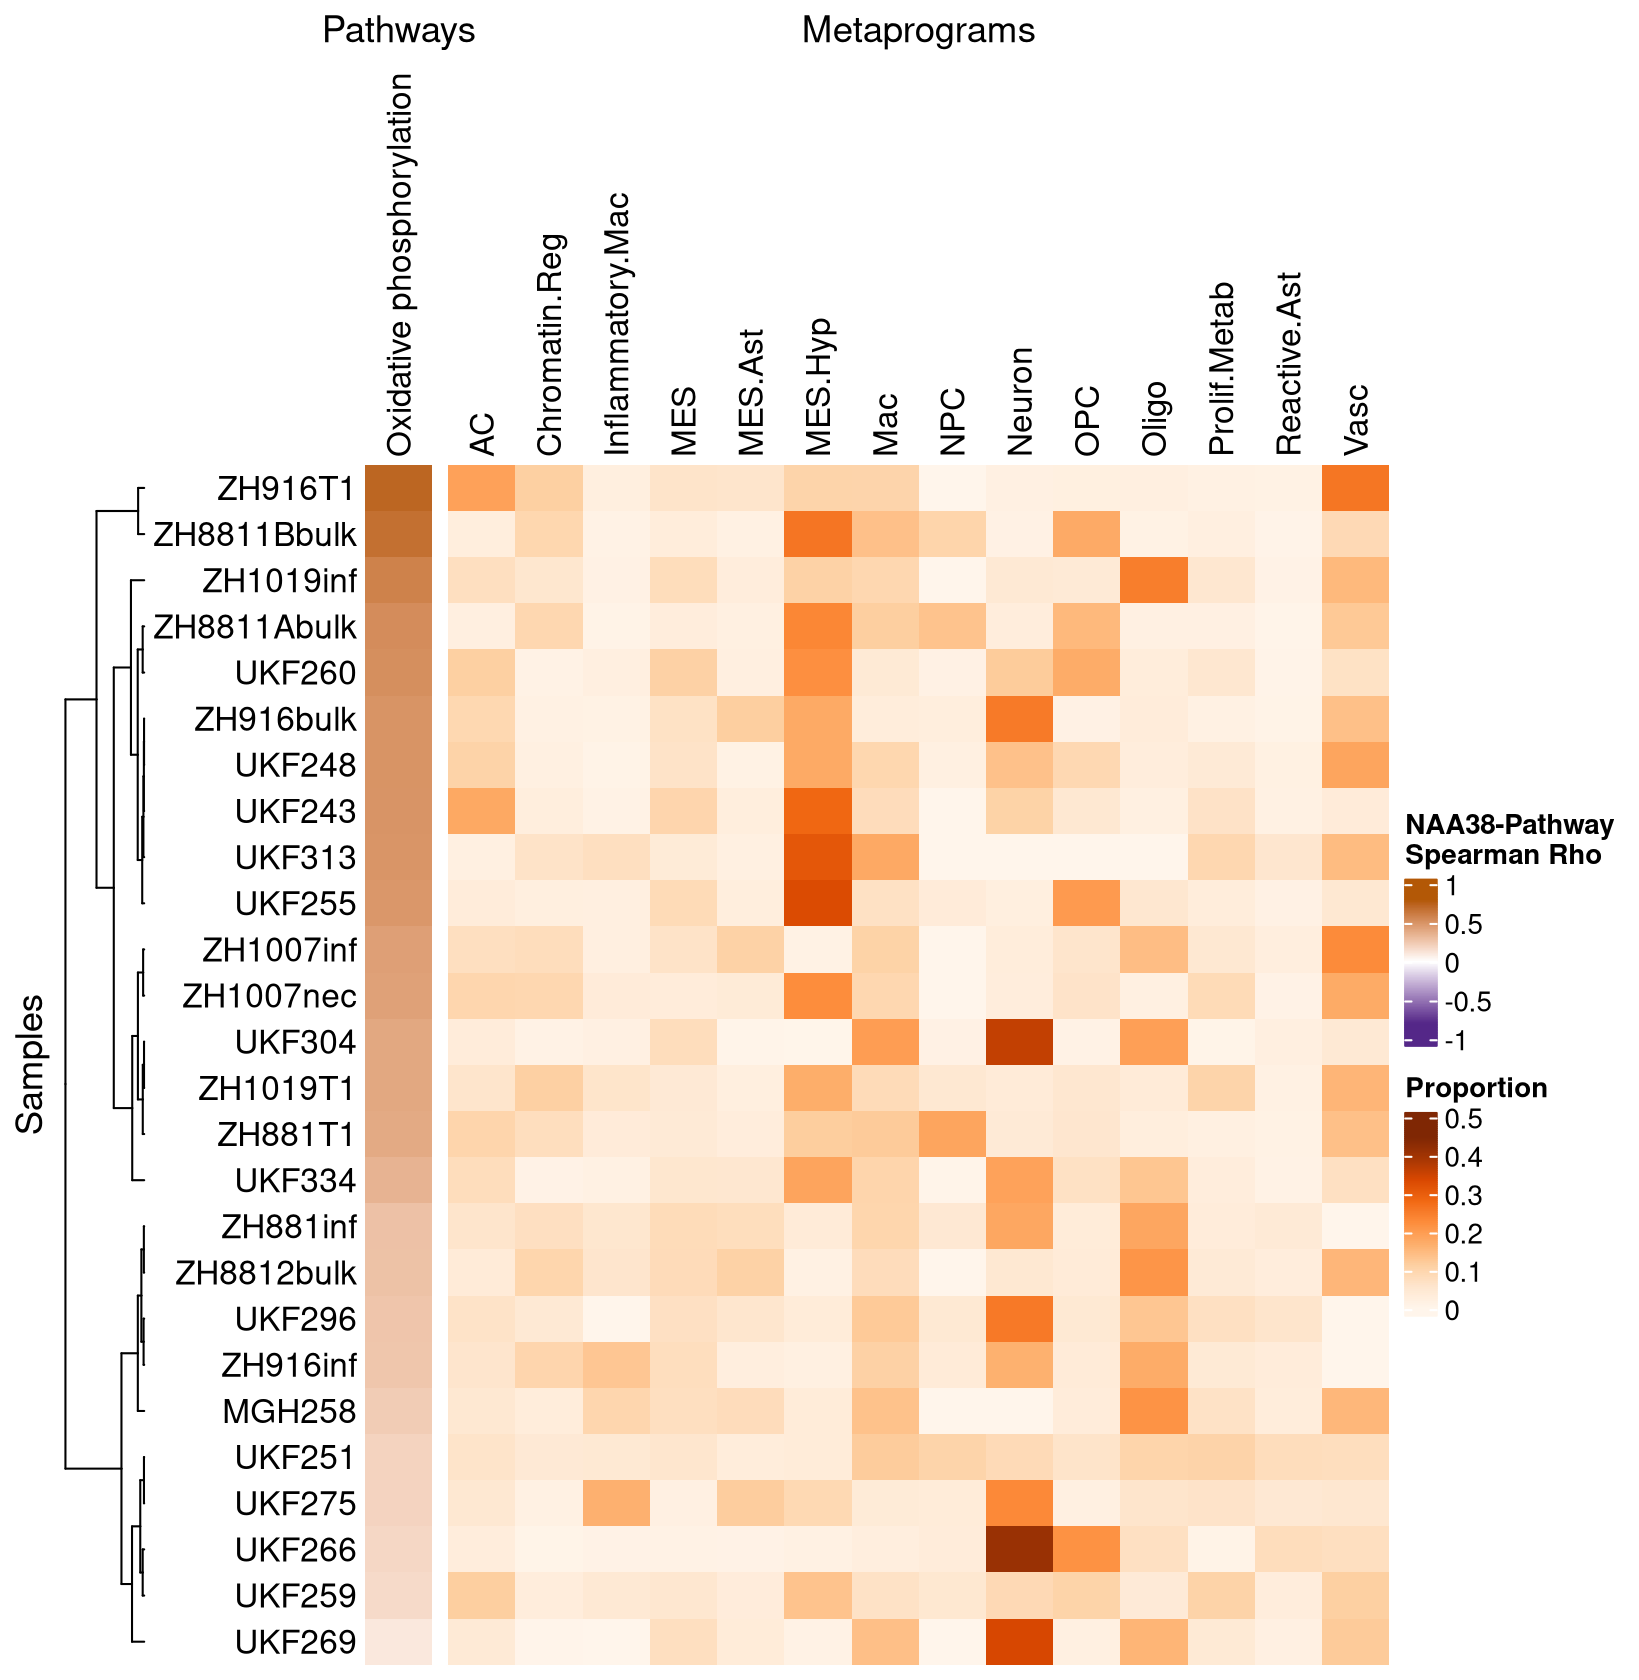 Pathways
Metaprograms
Oxidative phosphorylation
AC
Chromatin.Reg
Inflammatory.Mac
MES
MES.Ast
MES.Hyp
Mac
NPC
Neuron
OPC
Oligo
Prolif.Metab
Reactive.Ast
Vasc
Samples
ZH916T1
ZH8811Bbulk
ZH1019inf
ZH8811Abulk
UKF260
ZH916bulk
UKF248
UKF243
UKF313
UKF255
ZH1007inf
ZH1007nec
UKF304
ZH1019T1
ZH881T1
UKF334
ZH881inf
ZH8812bulk
UKF296
ZH916inf
MGH258
UKF251
UKF275
UKF266
UKF259
UKF269
NAA38-Pathway
Spearman Rho
1
0.5
0
-0.5
-1
Proportion
0.5
0.4
0.3
0.2
0.1
0